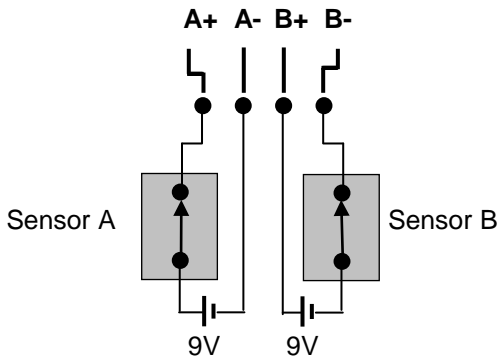 A+ A- B+ B-
Sensor A
Sensor B
9V
9V